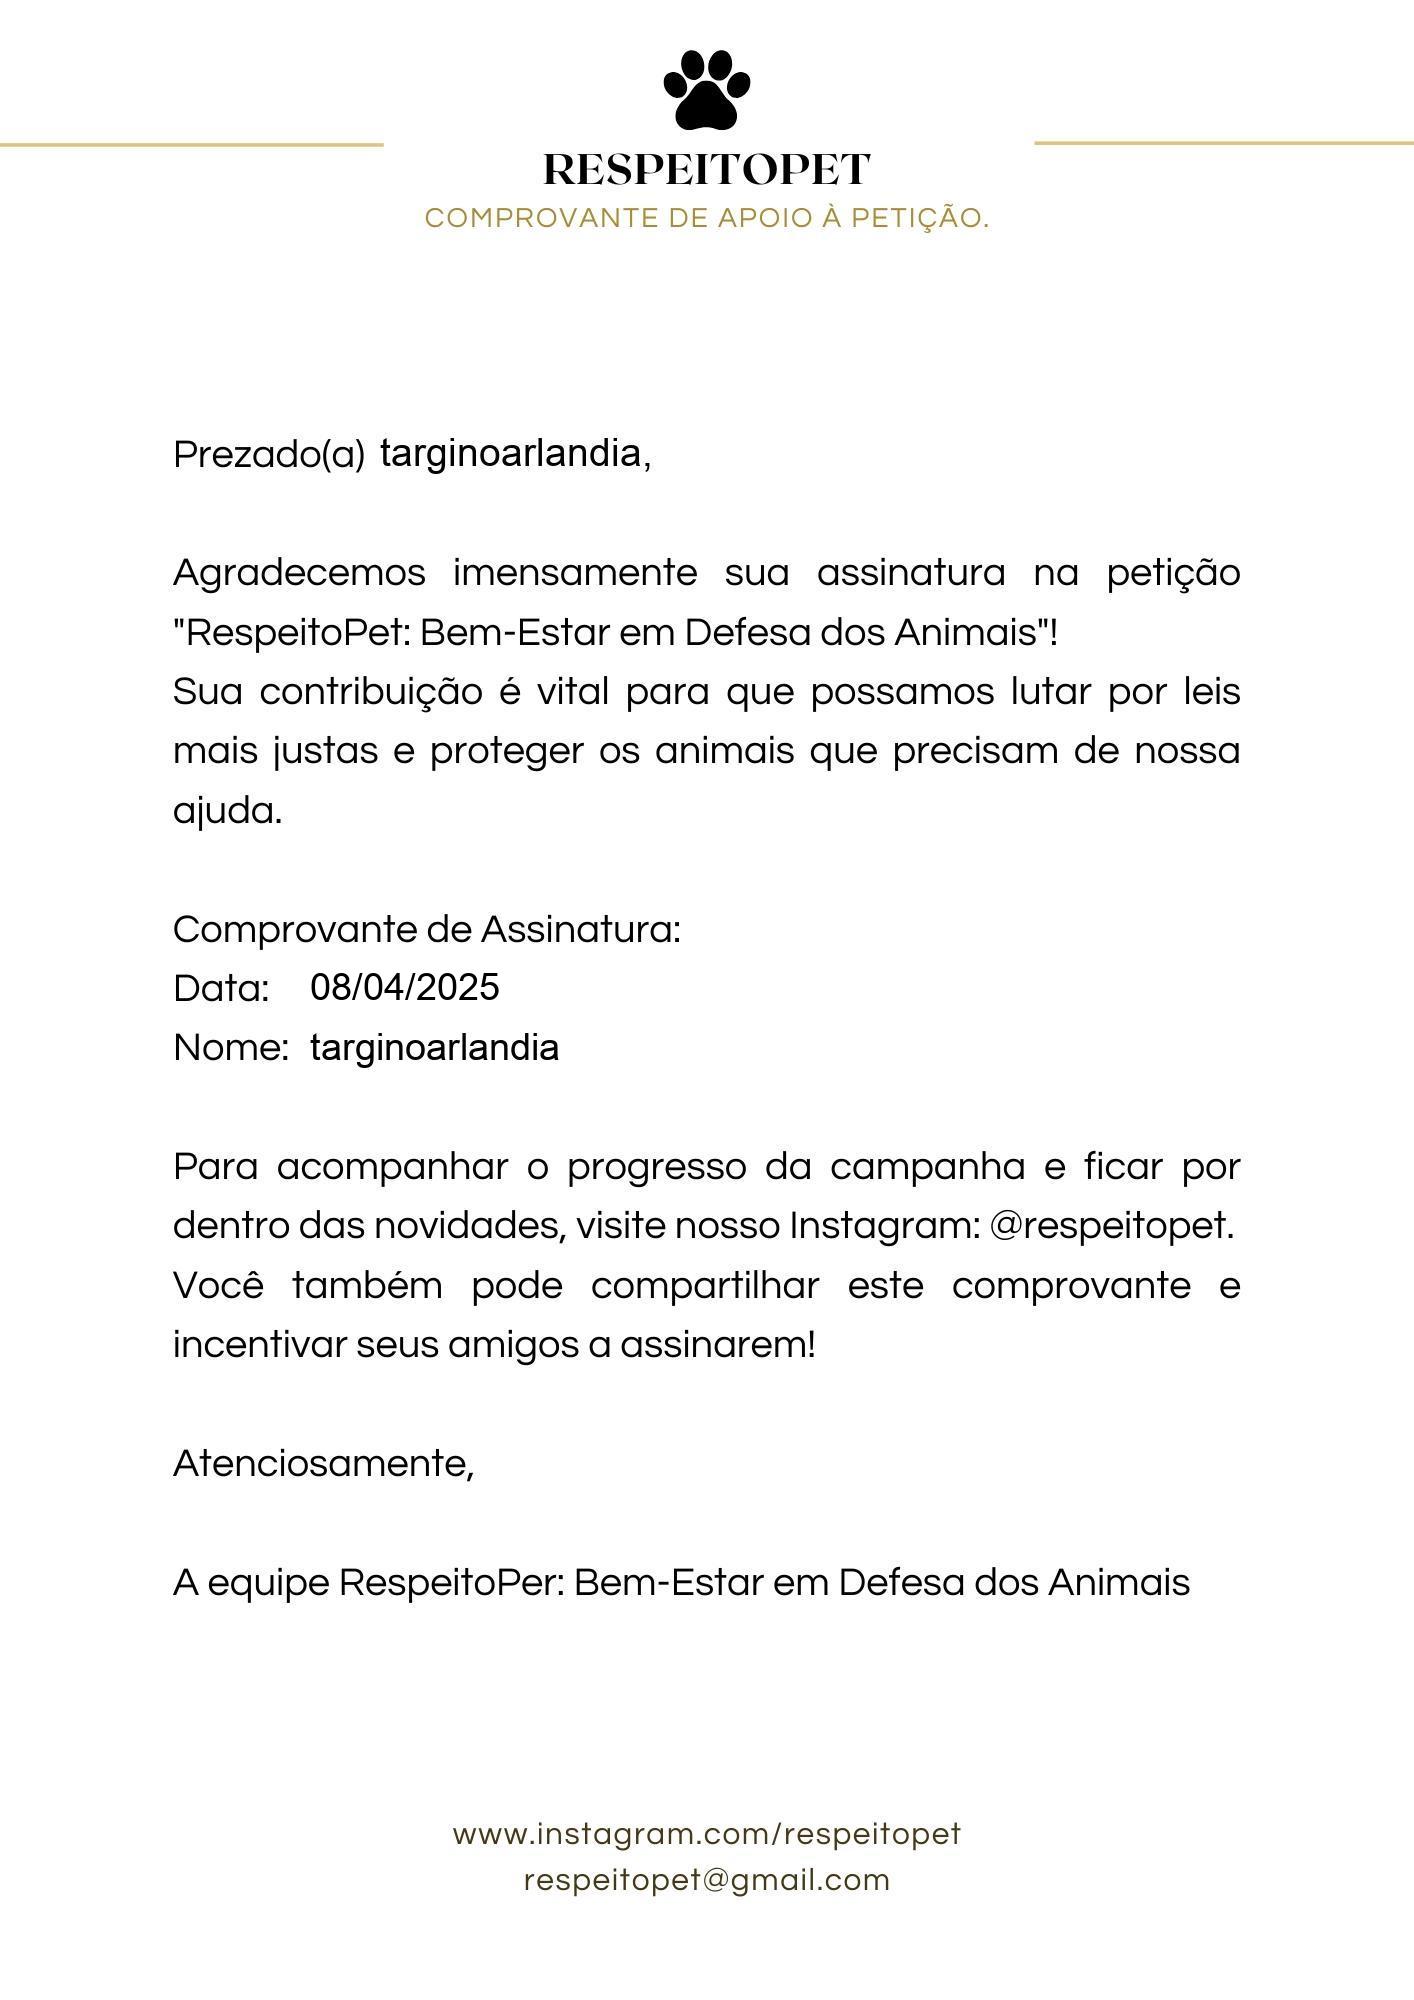 RESPEITOPET
COMPROVANTE DE APOIO À PETIÇÃO.
Prezado(a) targinoarlandia,
Agradecemos imensamente sua assinatura na petição
"RespeitoPet: Bem-Estar em Defesa dos Animais"!
Sua contribuição é vital para que possamos lutar por leis
mais justas e proteger os animais que precisam de nossa
ajuda.
Comprovante de Assinatura:
Data: 08/04/2025
Nome: targinoarlandia
Para acompanhar o progresso da campanha e ficar por
dentro das novidades, visite nosso Instagram: @respeitopet.
Você também pode compartilhar este comprovante e
incentivar seus amigos a assinarem!
Atenciosamente,
A equipe RespeitoPer: Bem-Estar em Defesa dos Animais
www.instagram.com/respeitopet
respeitopet@gmail.com